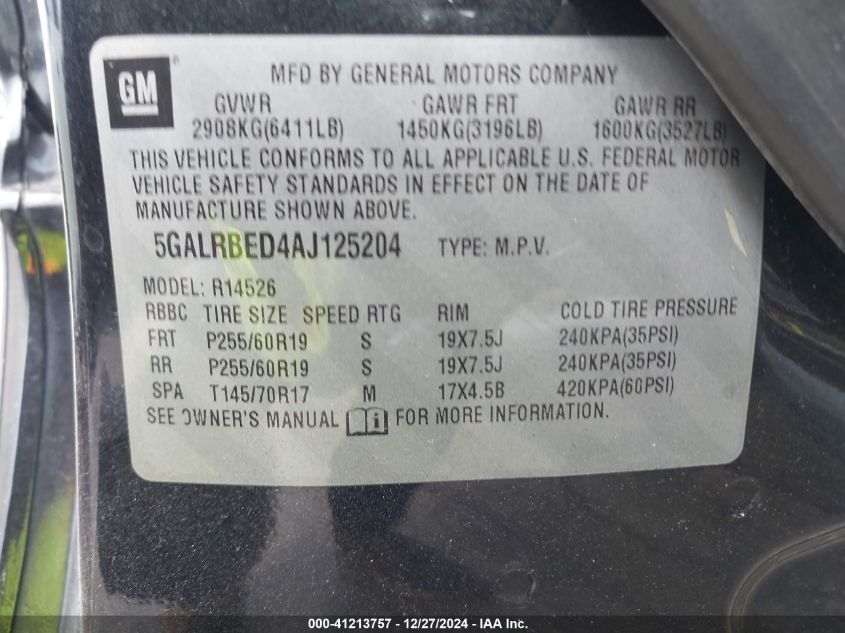 GM
MFD BY GENERAL MOTORS COMPANY
GVWR GAWR FRT GAWR RR
2908KG(6411LB) 1450KG(3196LB) 1600KG(3527LB)
THIS VEHICLE CONFORMS TO ALL APPLICABLE U.S. FEDERAL MOTOR
VEHICLE SAFETY STANDARDS IN EFFECT ON THE DATE OF
MANUFACTURE SHOWN ABOVE.
5GALRBED4AJ125204 TYPE: M.P.V.
MODEL: R14526
RBBC TIRE SIZE SPEED RTG RIM COLD TIRE PRESSURE
FRT P255/60R19 S 19X7.5J 240KPA(35PSI)
RR P255/60R19 S 19X7.5J 240KPA(35PSI)
SPA T145/70R17 M 17X4.5B 420KPA(60PSI)
SEE OWNER'S MANUAL i FOR MORE INFORMATION.
000-41213757 - 12/27/2024 - IAA Inc.